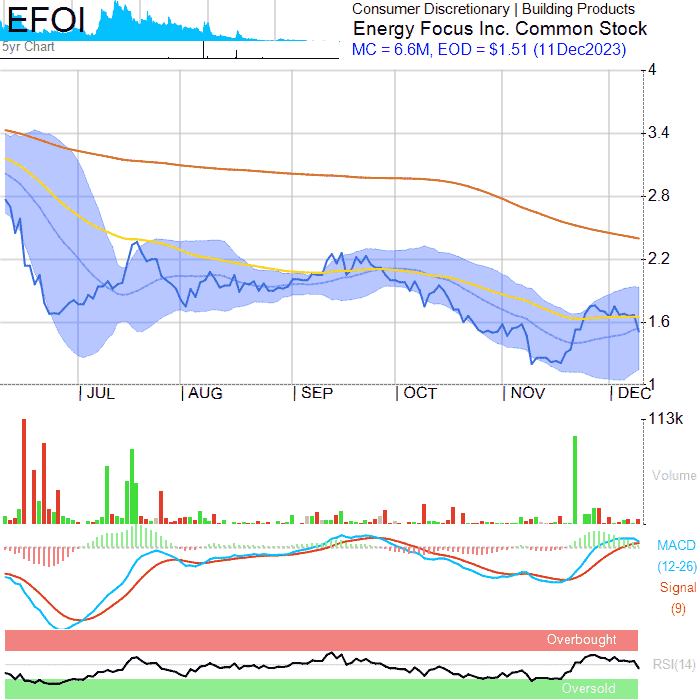 EFOI
5yr Chart
Consumer Discretionary | Building Products
Energy Focus Inc. Common Stock
MC = 6.6M, EOD = $1.51 (11Dec2023)
4
3.4
2.8
2.2
1.6
1
| JUL | AUG | SEP | OCT | NOV | DEC
113k
Volume
MACD
(12-26)
Signal
(9)
Overbought
RSI(14)
Oversold